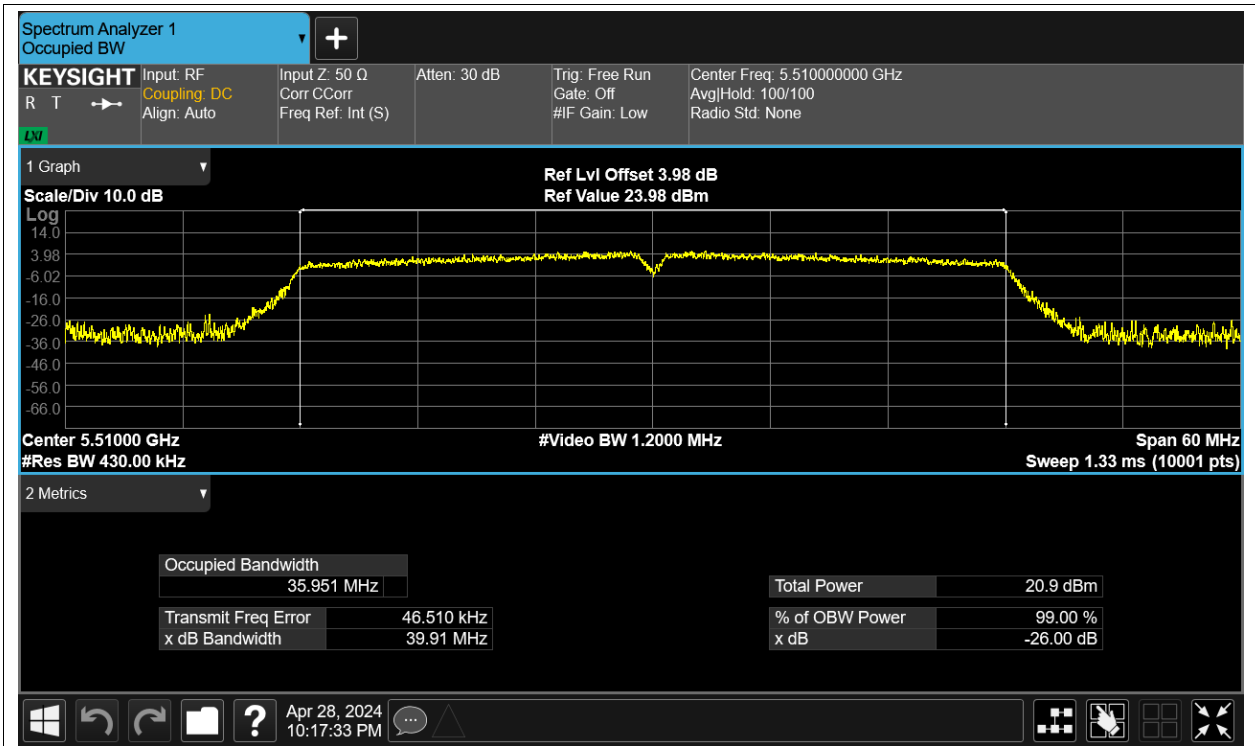 Spectrum Analyzer 1
Occupied BW
KEYSIGHT
R T
LXI
Input: RF
Coupling: DC
Align: Auto
Input Z: 50 Ω
Corr CCorr
Freq Ref: Int (S)
Atten: 30 dB
Trig: Free Run
Gate: Off
#IF Gain: Low
Center Freq: 5.510000000 GHz
Avg|Hold: 100/100
Radio Std: None
1 Graph
Scale/Div 10.0 dB
Ref Lvl Offset 3.98 dB
Ref Value 23.98 dBm
Log
14.0
3.98
-6.02
-16.0
-26.0
-36.0
-46.0
-56.0
-66.0
Center 5.51000 GHz
#Video BW 1.2000 MHz
Span 60 MHz
#Res BW 430.00 kHz
Sweep 1.33 ms (10001 pts)
2 Metrics
Occupied Bandwidth
35.951 MHz
Transmit Freq Error 46.510 kHz
x dB Bandwidth 39.91 MHz
Total Power 20.9 dBm
% of OBW Power 99.00 %
x dB -26.00 dB
?
Apr 28, 2024
10:17:33 PM